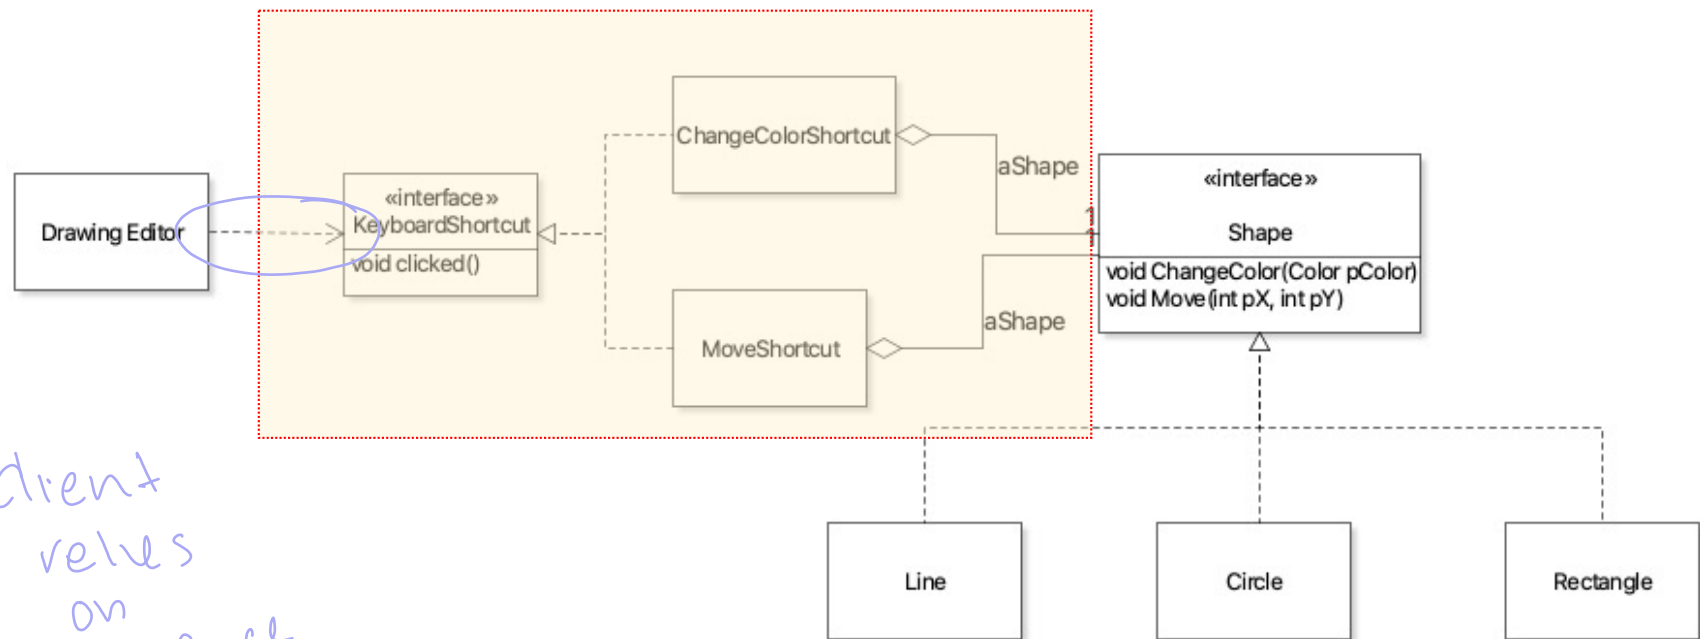 ChangeColorShortcut
aShape
«interface»
Shape
void ChangeColor(Color pColor)
void Move(int pX, int pY)
1
1
«interface»
KeyboardShortcut
void clicked()
Drawing Editor
MoveShortcut
aShape
Client
relies
on
Line
Circle
Rectangle